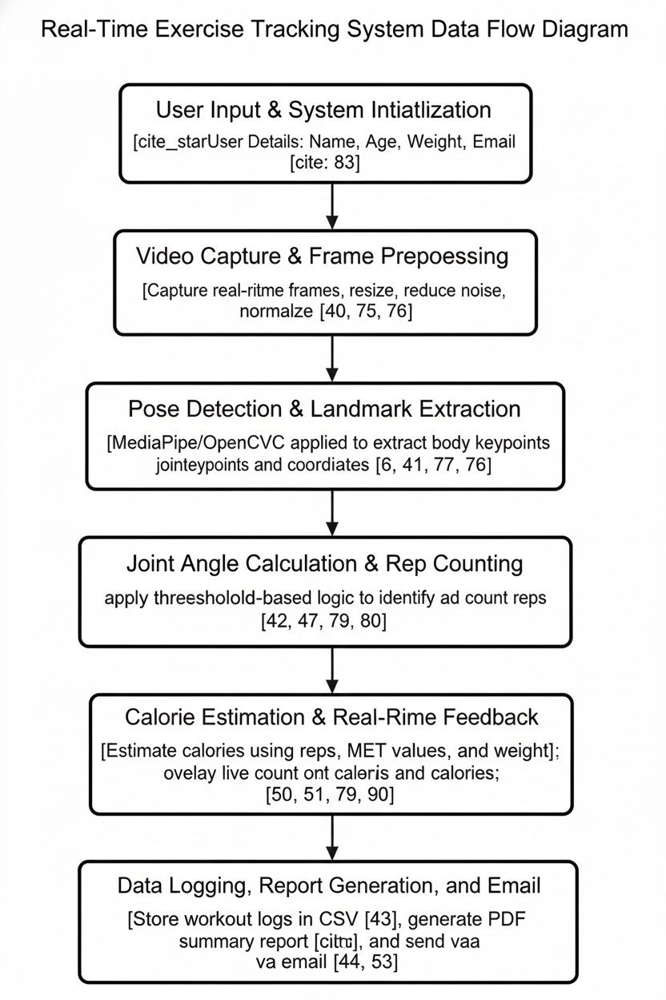 Real-Time Exercise Tracking System Data Flow Diagram
User Input & System Intiatlization
[cite_starUser Details: Name, Age, Weight, Email
[cite: 83]
Video Capture & Frame Prepoessing
[Capture real-ritme frames, resize, reduce noise,
normalze [40, 75, 76]
Pose Detection & Landmark Extraction
[MediaPipe/OpenCVC applied to extract body keypoints
jointeypoints and coordiates [6, 41, 77, 76]
Joint Angle Calculation & Rep Counting
apply threesholold-based logic to identify ad count reps
[42, 47, 79, 80]
Calorie Estimation & Real-Rime Feedback
[Estimate calories using reps, MET values, and weight];
ovelay live count ont caleris and calories;
[50, 51, 79, 90]
Data Logging, Report Generation, and Email
[Store workout logs in CSV [43], generate PDF
summary report and send vaa
va email [44, 53]